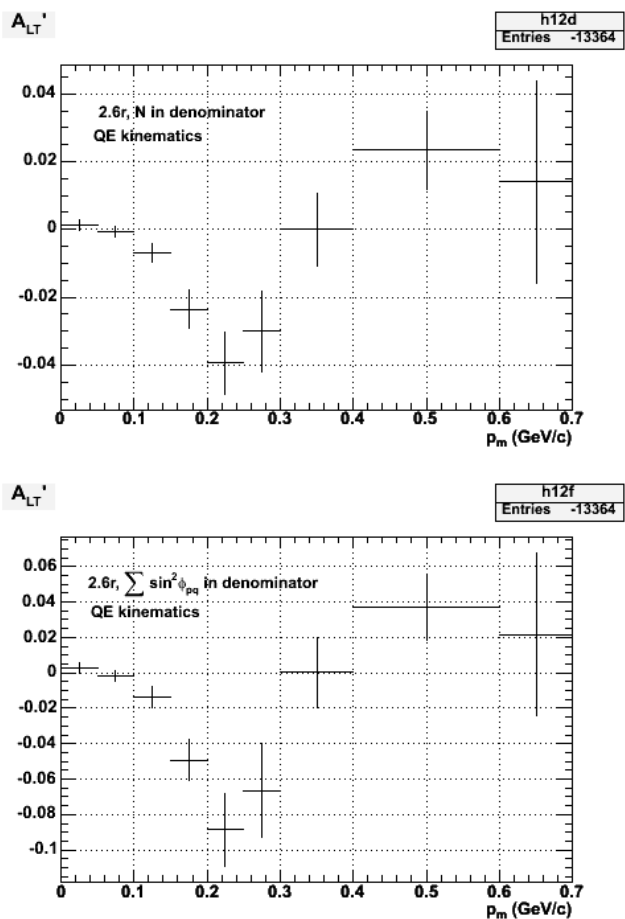 A_LT'
h12d
Entries -13364
2.6r, N in denominator
QE kinematics
0.04
0.02
0
-0.02
-0.04
0 0.1 0.2 0.3 0.4 0.5 0.6 0.7
p_m (GeV/c)
A_LT'
h12f
Entries -13364
2.6r, ∑ sin²ϕ_pq in denominator
QE kinematics
0.06
0.04
0.02
0
-0.02
-0.04
-0.06
-0.08
-0.1
0 0.1 0.2 0.3 0.4 0.5 0.6 0.7
p_m (GeV/c)